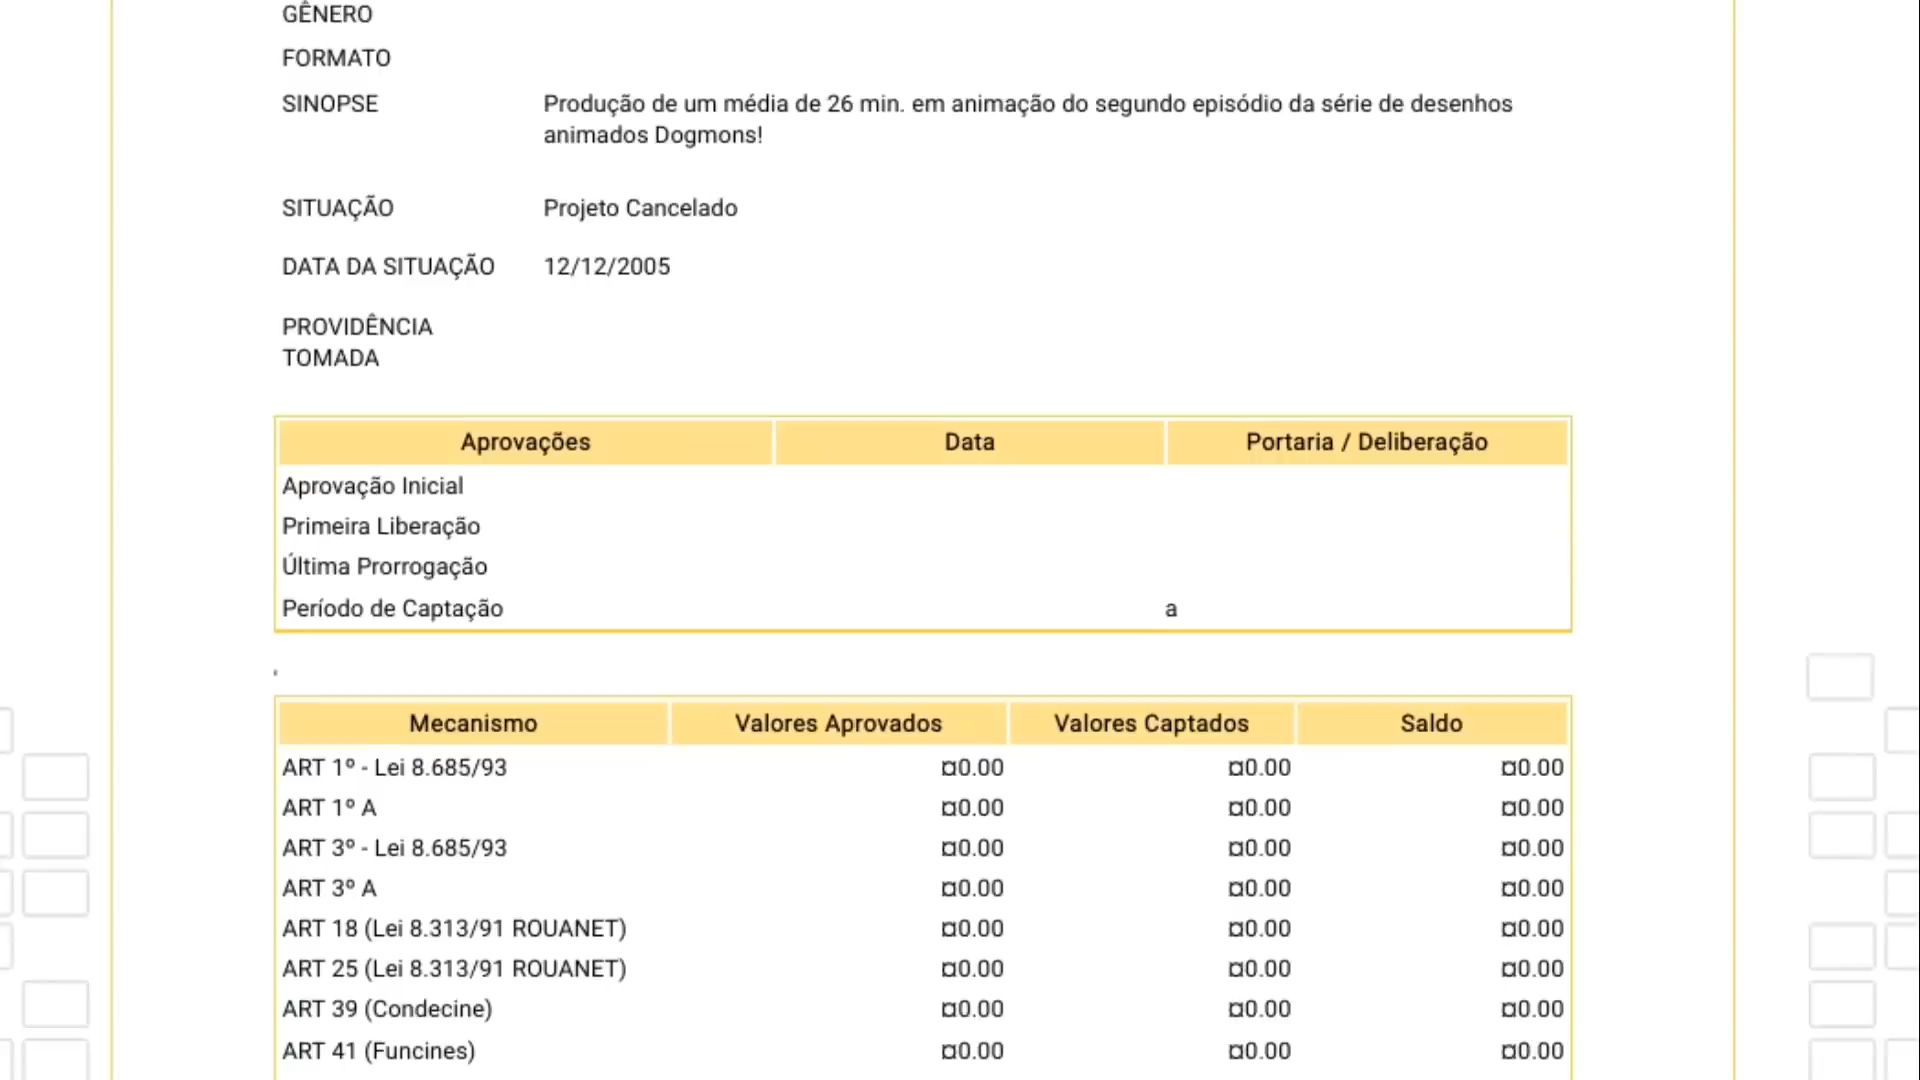 GÊNERO
FORMATO
SINOPSE Produção de um média de 26 min. em animação do segundo episódio da série de desenhos
animados Dogmons!
SITUAÇÃO Projeto Cancelado
DATA DA SITUAÇÃO 12/12/2005
PROVIDÊNCIA
TOMADA
Aprovações Data Portaria / Deliberação
Aprovação Inicial
Primeira Liberação
Última Prorrogação
Período de Captação a
Mecanismo Valores Aprovados Valores Captados Saldo
ART 1º - Lei 8.685/93 ¤0.00 ¤0.00 ¤0.00
ART 1º A ¤0.00 ¤0.00 ¤0.00
ART 3º - Lei 8.685/93 ¤0.00 ¤0.00 ¤0.00
ART 3º A ¤0.00 ¤0.00 ¤0.00
ART 18 (Lei 8.313/91 ROUANET) ¤0.00 ¤0.00 ¤0.00
ART 25 (Lei 8.313/91 ROUANET) ¤0.00 ¤0.00 ¤0.00
ART 39 (Condecine) ¤0.00 ¤0.00 ¤0.00
ART 41 (Funcines) ¤0.00 ¤0.00 ¤0.00